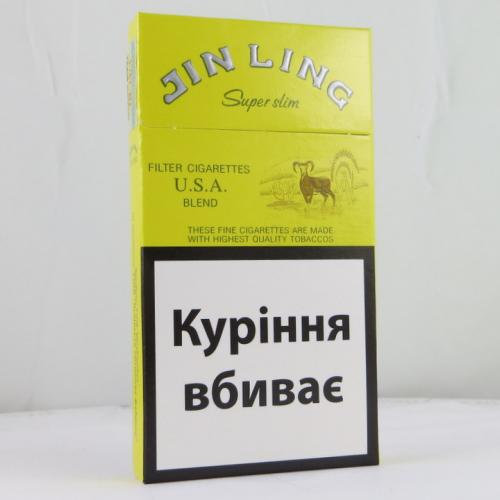 JIN LING
Super slim
FILTER CIGARETTES
U.S.A.
BLEND
THESE FINE CIGARETTES ARE MADE
WITH HIGHEST QUALITY TOBACCOS
Куріння
вбиває